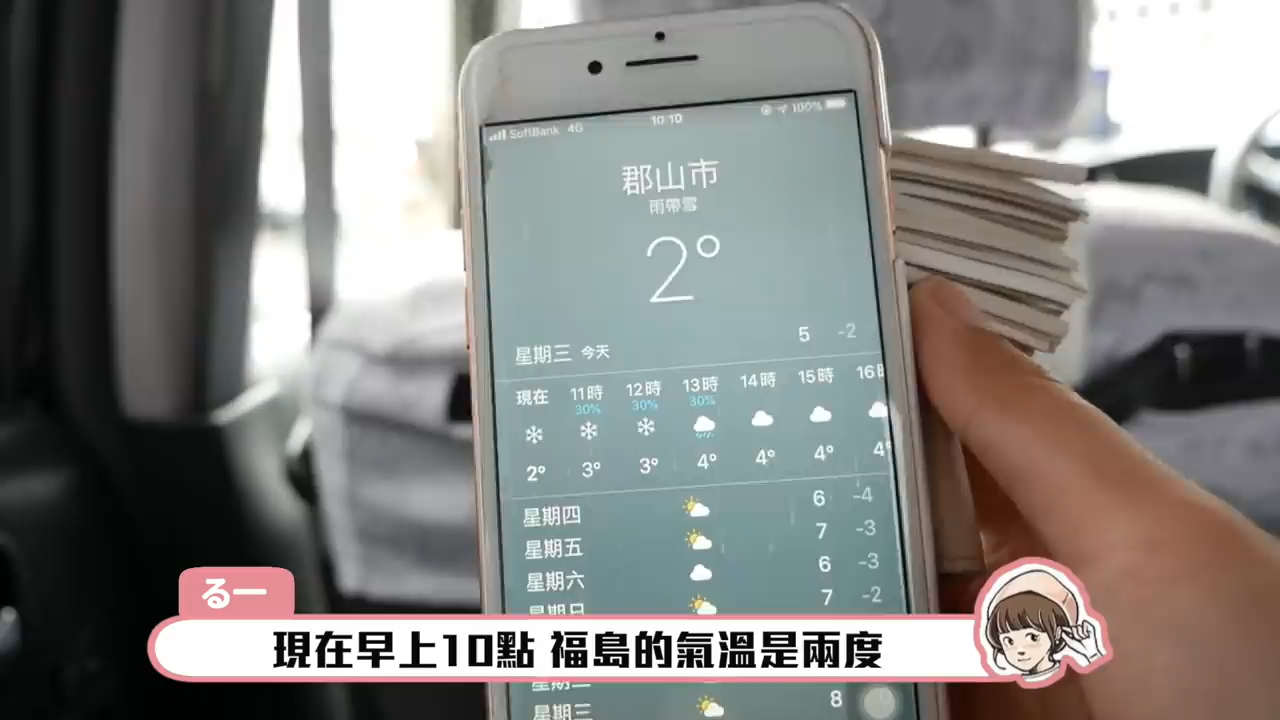 SoftBank 4G 10:10 100%
郡山市
雨帶雪
2°
星期三 今天 5 -2
現在 11時 12時 13時 14時 15時 16時
30% 30% 30%
2° 3° 3° 4° 4° 4° 4°
星期四 6 -4
星期五 7 -3
星期六 6 -3
星期日 7 -2
るー
現在早上10點 福島的氣溫是兩度
星期三 8